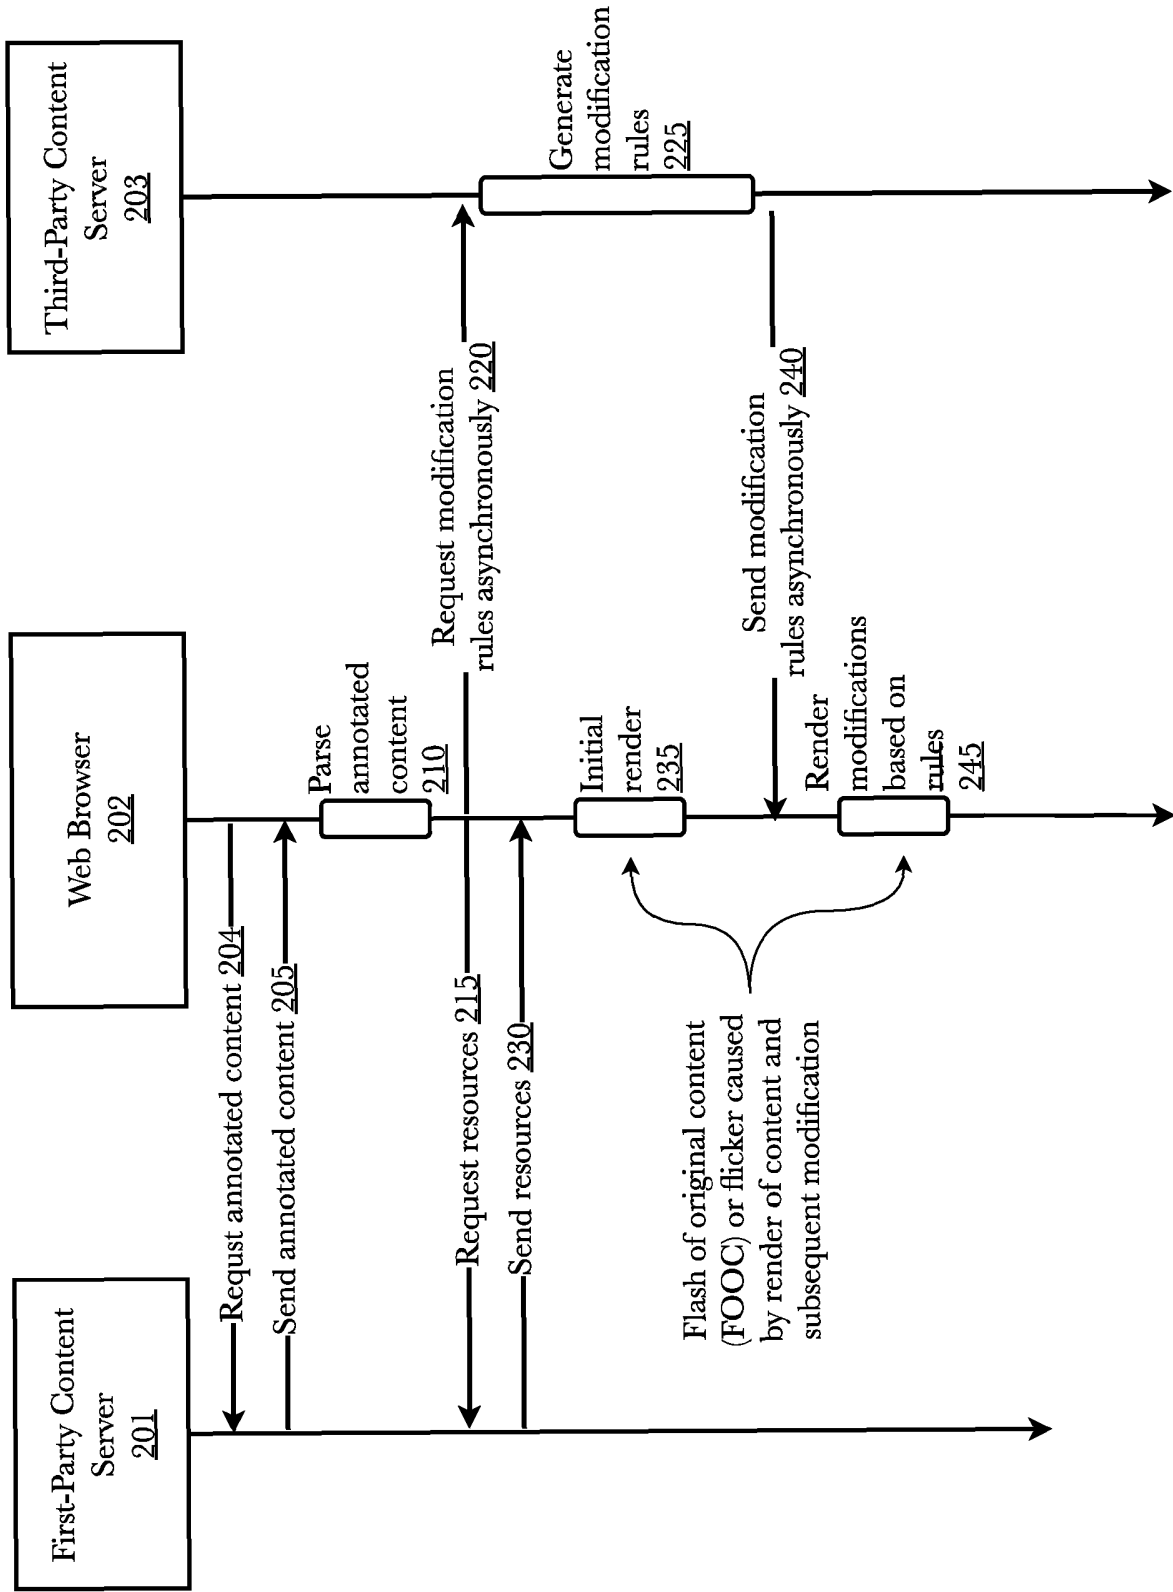 First-Party Content
Server
201
Web Browser
202
Third-Party Content
Server
203
Requst annotated content 204
Send annotated content 205
Parse
annotated
content
210
Request resources 215
Request modification
rules asynchronously 220
Generate
modification
rules
225
Send resources 230
Initial
render
235
Send modification
rules asynchronously 240
Render
modifications
based on
rules
245
Flash of original content
(FOOC) or flicker caused
by render of content and
subsequent modification